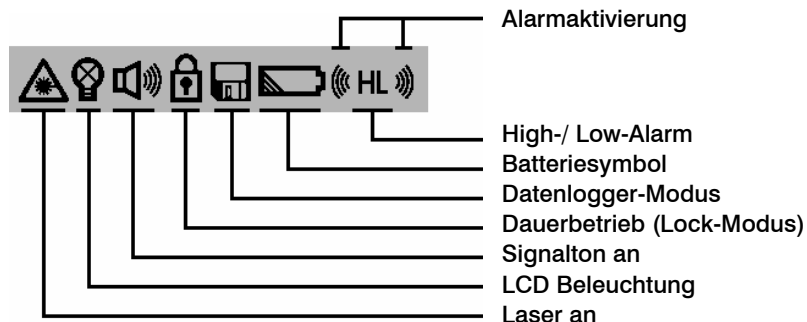 Alarmaktivierung
HL
High-/ Low-Alarm
Batteriesymbol
Datenlogger-Modus
Dauerbetrieb (Lock-Modus)
Signalton an
LCD Beleuchtung
Laser an